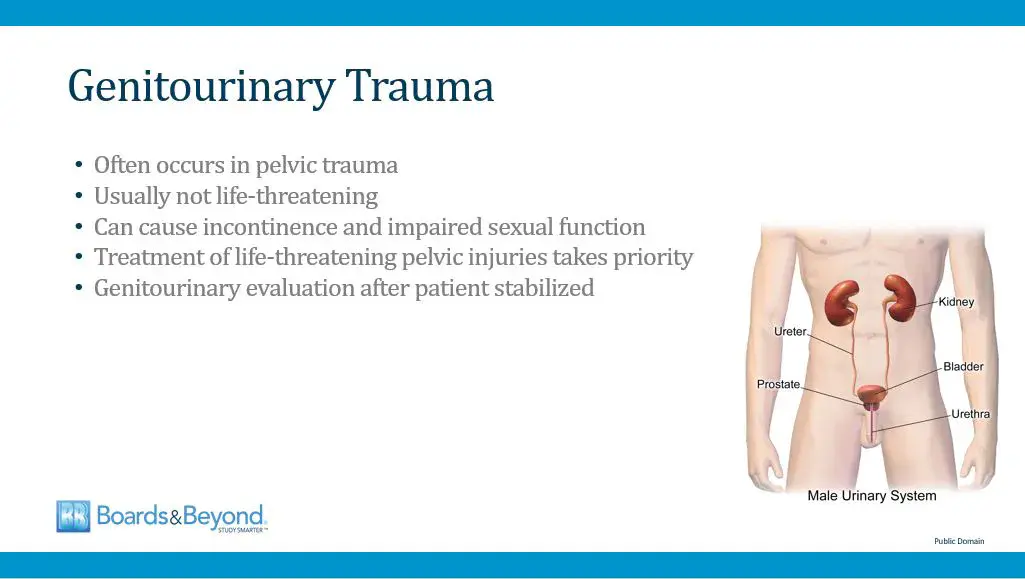 Genitourinary Trauma
• Often occurs in pelvic trauma
• Usually not life-threatening
• Can cause incontinence and impaired sexual function
• Treatment of life-threatening pelvic injuries takes priority
• Genitourinary evaluation after patient stabilized
Kidney
Ureter
Bladder
Prostate
Urethra
Male Urinary System
BB Boards&Beyond®
STUDY SMARTER™
Public Domain